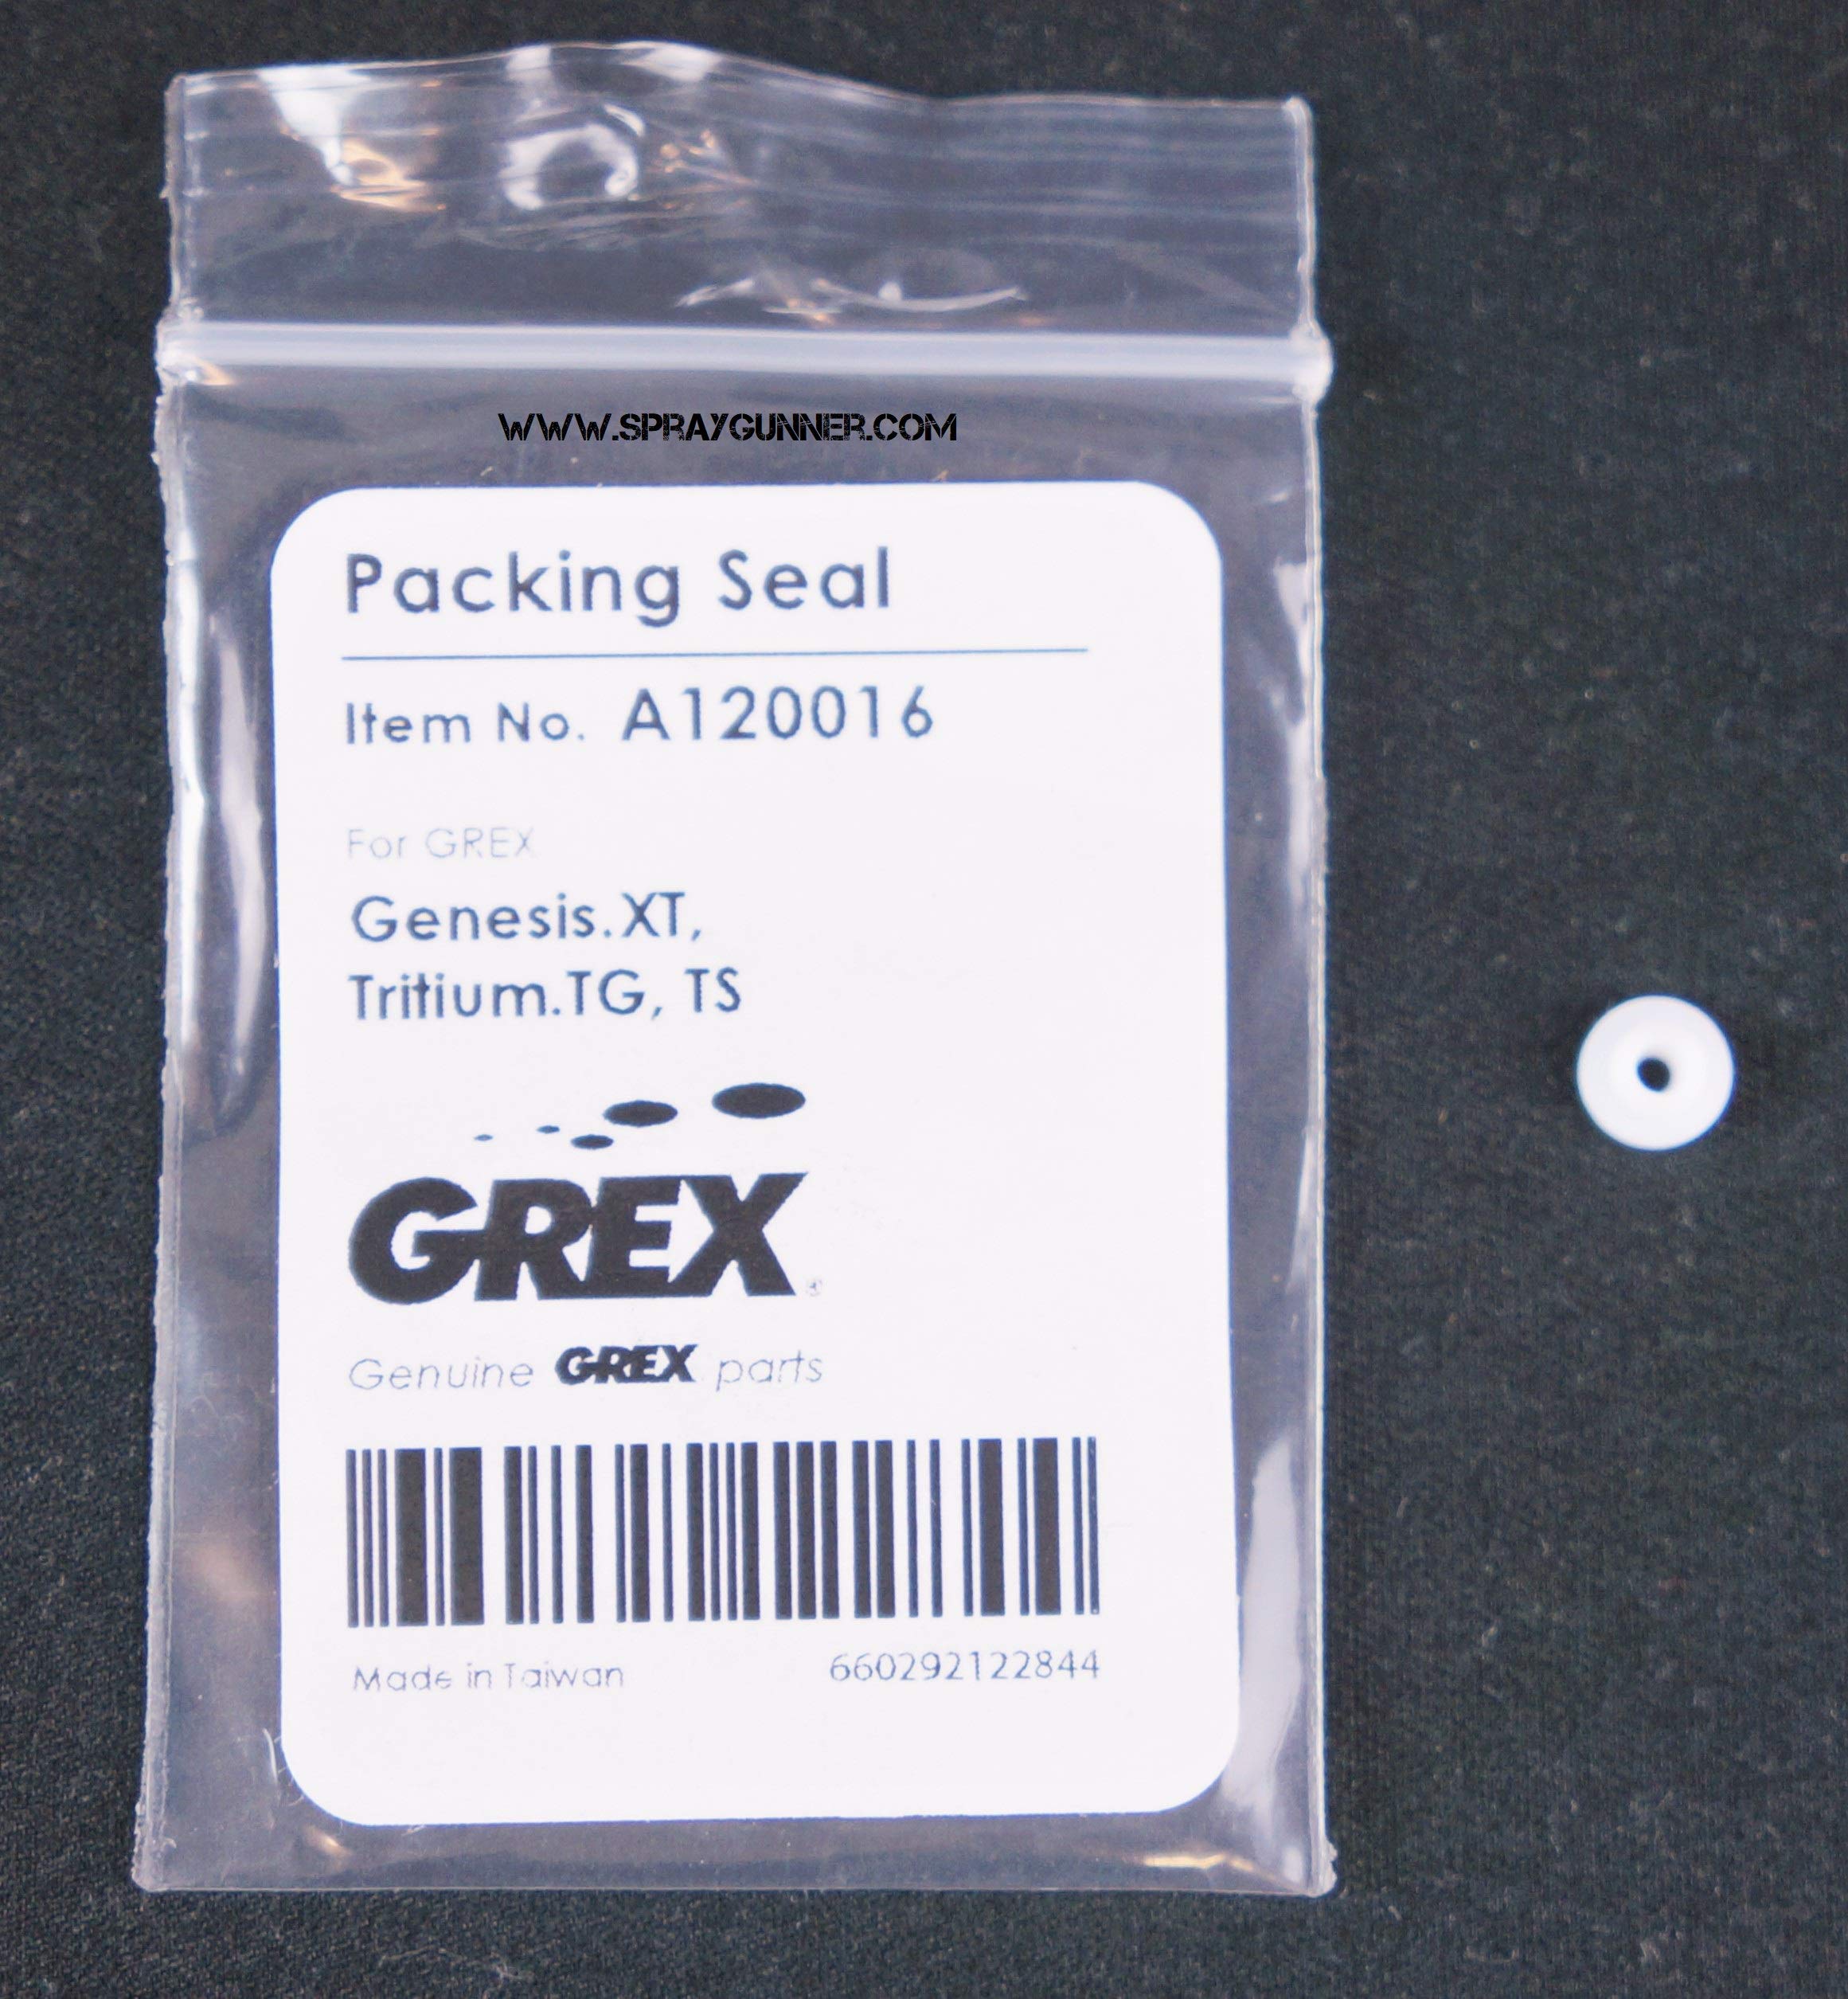 WWW.SPRAYGUNNER.COM
Packing Seal
Item No. A120016
For GREX
Genesis.XT,
Tritium.TG, TS
GREX®
Genuine GREX parts
Made in Taiwan 660292122844